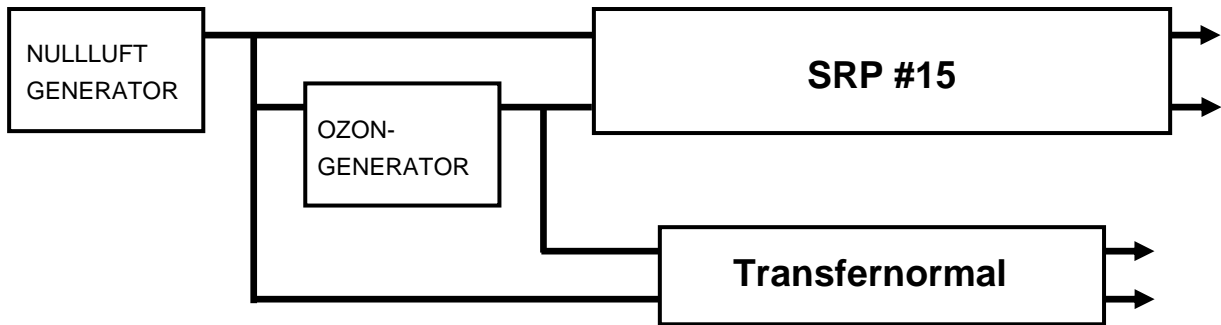 NULLLUFT
GENERATOR
SRP #15
OZON-
GENERATOR
Transfernormal